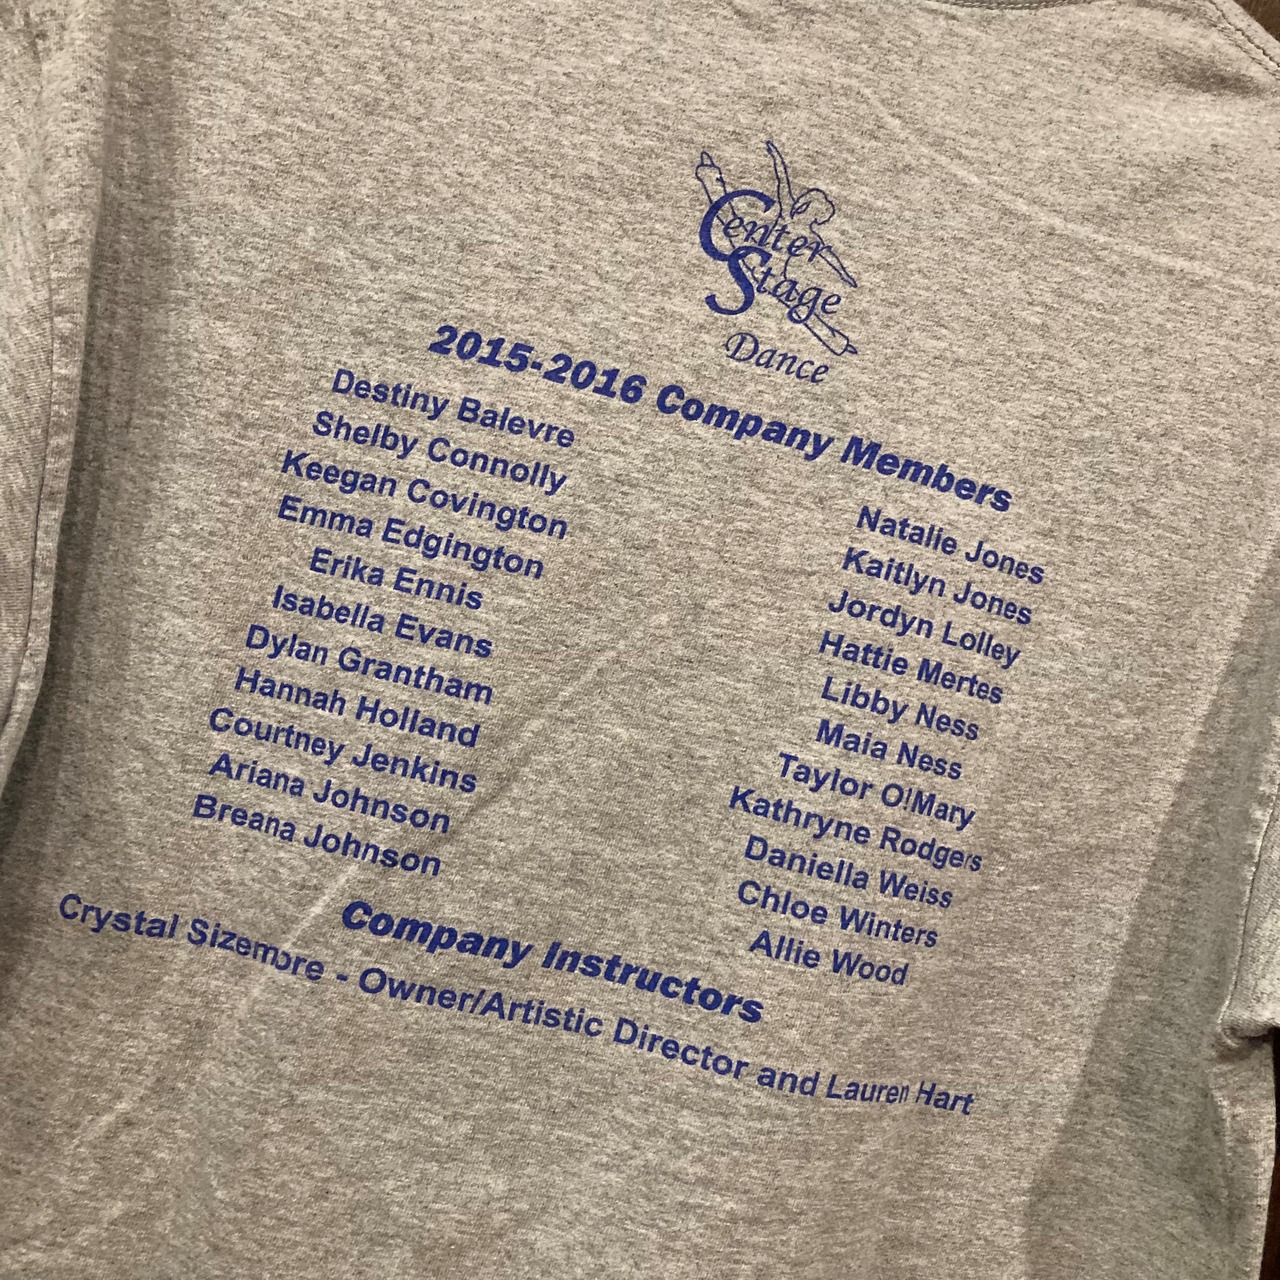 Center
Stage
Dance
2015-2016 Company Members
Destiny Balevre
Shelby Connolly
Keegan Covington
Emma Edgington
Erika Ennis
Isabella Evans
Dylan Grantham
Hannah Holland
Courtney Jenkins
Ariana Johnson
Breana Johnson
Natalie Jones
Kaitlyn Jones
Jordyn Lolley
Hattie Mertes
Libby Ness
Maia Ness
Taylor O!Mary
Kathryne Rodgers
Daniella Weiss
Chloe Winters
Allie Wood
Company Instructors
Crystal Sizemore - Owner/Artistic Director and Lauren Hart